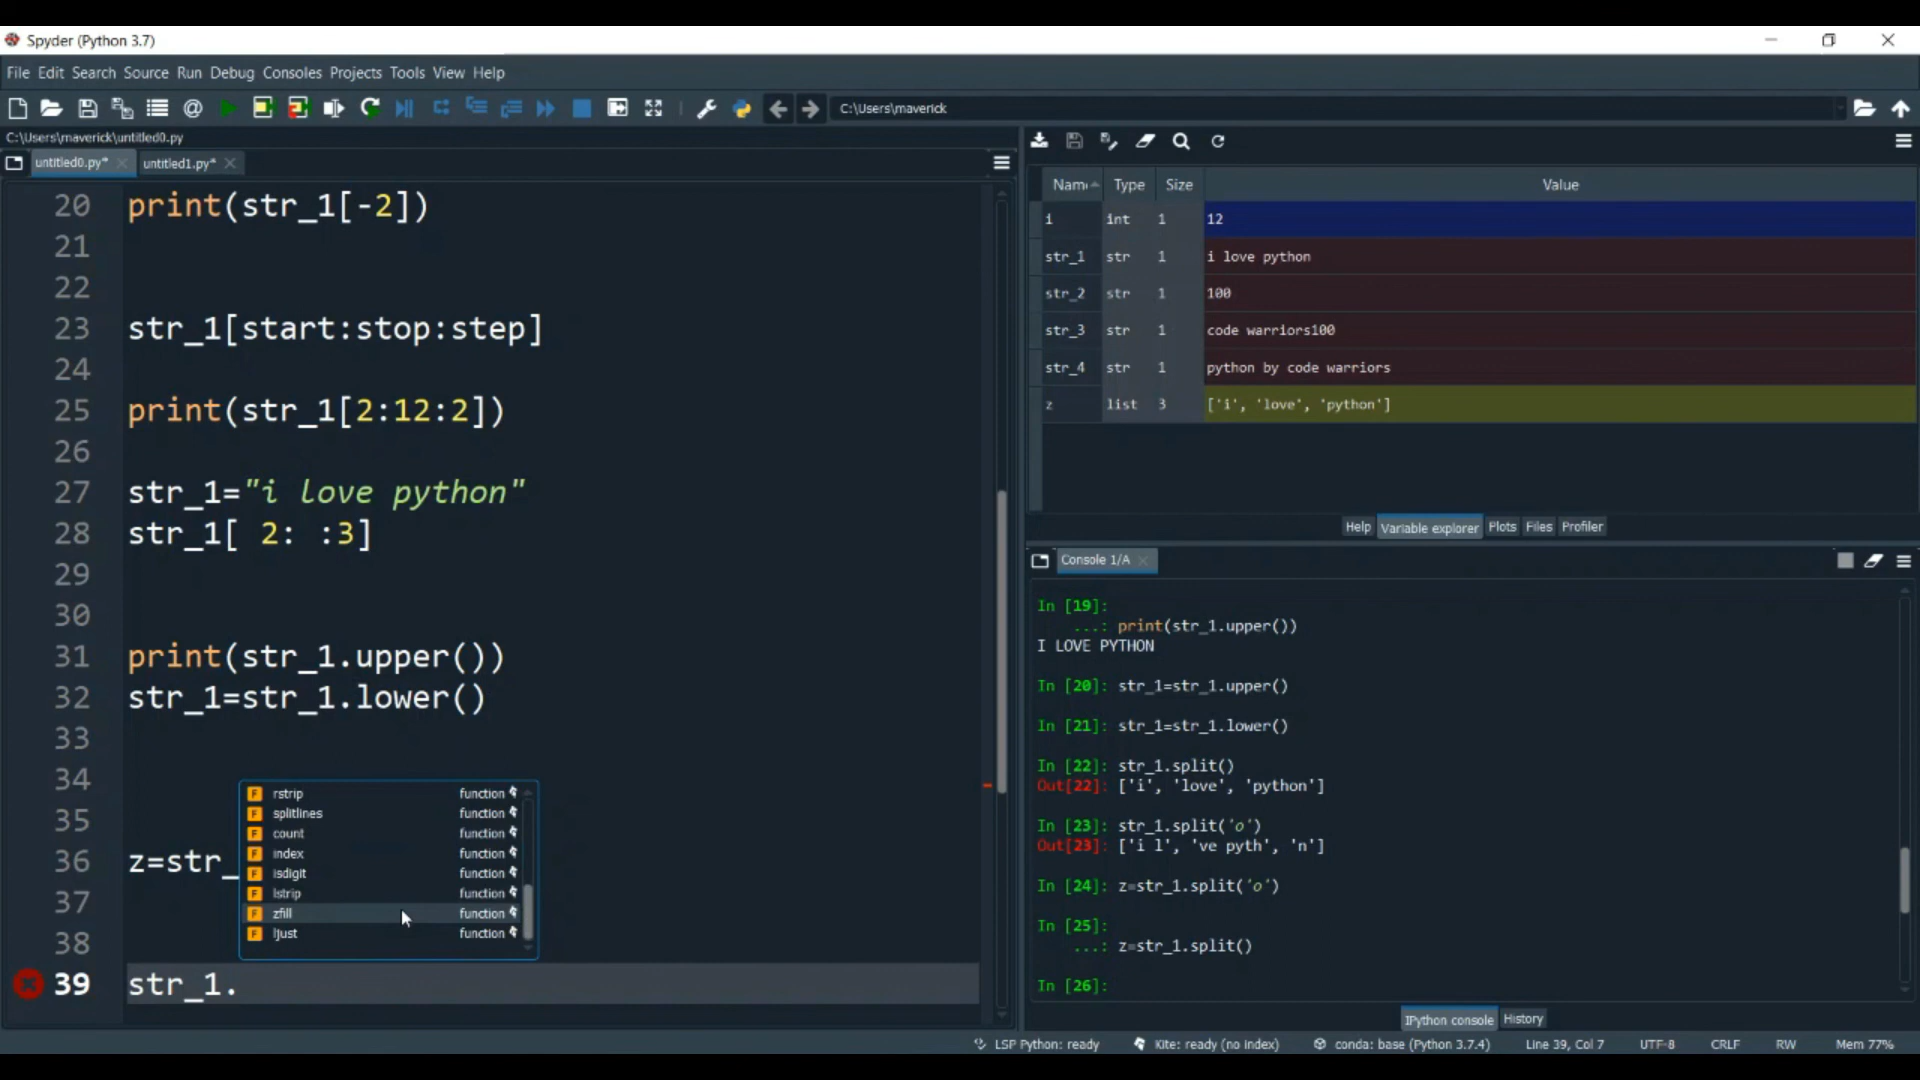 Spyder (Python 3.7)
File Edit Search Source Run Debug Consoles Projects Tools View Help
C:\Users\maverick
C:\Users\maverick\untitled0.py
untitled0.py*
untitled1.py*
20 print(str_1[-2])
21
22
23 str_1[start:stop:step]
24
25 print(str_1[2:12:2])
26
27 str_1="i love python"
28 str_1[ 2: :3]
29
30
31 print(str_1.upper())
32 str_1=str_1.lower()
33
34
35
36 z=str_
37
38
39 str_1.
rstrip function
splitlines function
count function
index function
isdigit function
lstrip function
zfill function
ljust function
Name Type Size Value
i int 1 12
str_1 str 1 i love python
str_2 str 1 100
str_3 str 1 code warriors100
str_4 str 1 python by code warriors
z list 3 ['i', 'love', 'python']
Help Variable explorer Plots Files Profiler
Console 1/A
In [19]:
...: print(str_1.upper())
I LOVE PYTHON
In [20]: str_1=str_1.upper()
In [21]: str_1=str_1.lower()
In [22]: str_1.split()
Out[22]: ['i', 'love', 'python']
In [23]: str_1.split('o')
Out[23]: ['i l', 've pyth', 'n']
In [24]: z=str_1.split('o')
In [25]:
...: z=str_1.split()
In [26]:
IPython console History
LSP Python: ready Kite: ready (no index) conda: base (Python 3.7.4) Line 39, Col 7 UTF-8 CRLF RW Mem 77%